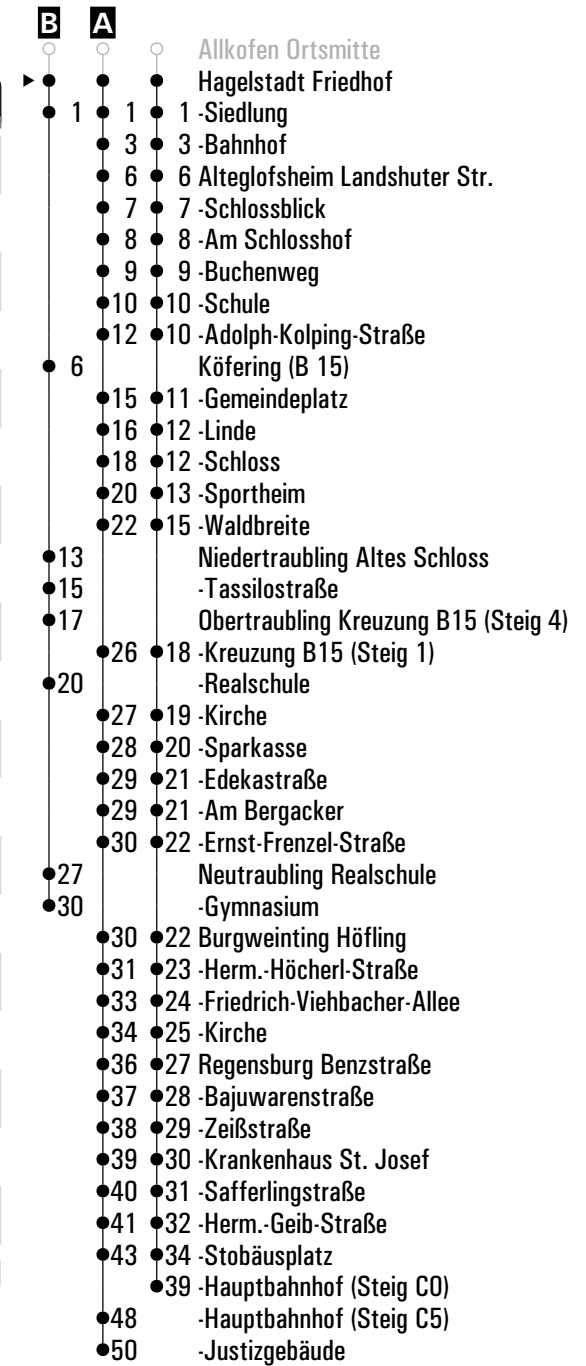 B A
Allkofen Ortsmitte
Hagelstadt Friedhof
1 1 1 -Siedlung
3 3 -Bahnhof
6 6 Alteglofsheim Landshuter Str.
7 7 -Schlossblick
8 8 -Am Schlosshof
9 9 -Buchenweg
10 10 -Schule
12 10 -Adolph-Kolping-Straße
6 Köfering (B 15)
15 11 -Gemeindeplatz
16 12 -Linde
18 12 -Schloss
20 13 -Sportheim
22 15 -Waldbreite
13 Niedertraubling Altes Schloss
15 -Tassilostraße
17 Obertraubling Kreuzung B15 (Steig 4)
26 18 -Kreuzung B15 (Steig 1)
20 -Realschule
27 19 -Kirche
28 20 -Sparkasse
29 21 -Edekastraße
29 21 -Am Bergacker
30 22 -Ernst-Frenzel-Straße
27 Neutraubling Realschule
30 -Gymnasium
30 22 Burgweinting Höfling
31 23 -Herm.-Höcherl-Straße
33 24 -Friedrich-Viehbacher-Allee
34 25 -Kirche
36 27 Regensburg Benzstraße
37 28 -Bajuwarenstraße
38 29 -Zeißstraße
39 30 -Krankenhaus St. Josef
40 31 -Safferlingstraße
41 32 -Herm.-Geib-Straße
43 34 -Stobäusplatz
39 -Hauptbahnhof (Steig C0)
48 -Hauptbahnhof (Steig C5)
50 -Justizgebäude